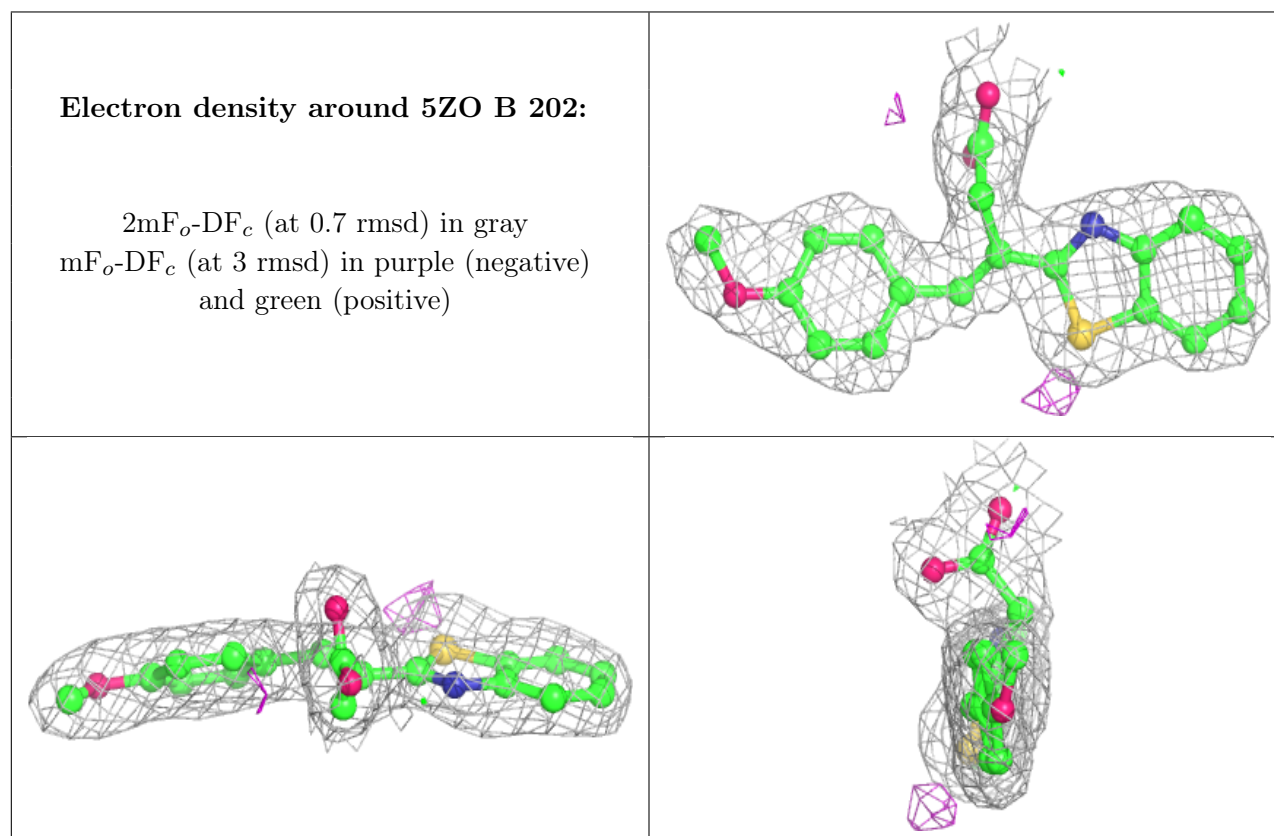 Electron density around 5ZO B 202:
2mFₒ-DF𝒸 (at 0.7 rmsd) in gray
mFₒ-DF𝒸 (at 3 rmsd) in purple (negative)
and green (positive)